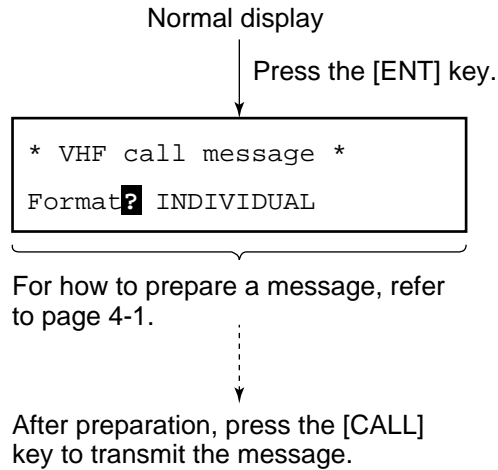 Normal display
Press the [ENT] key.
* VHF call message *
Format? INDIVIDUAL
For how to prepare a message, refer
to page 4-1.
After preparation, press the [CALL]
key to transmit the message.